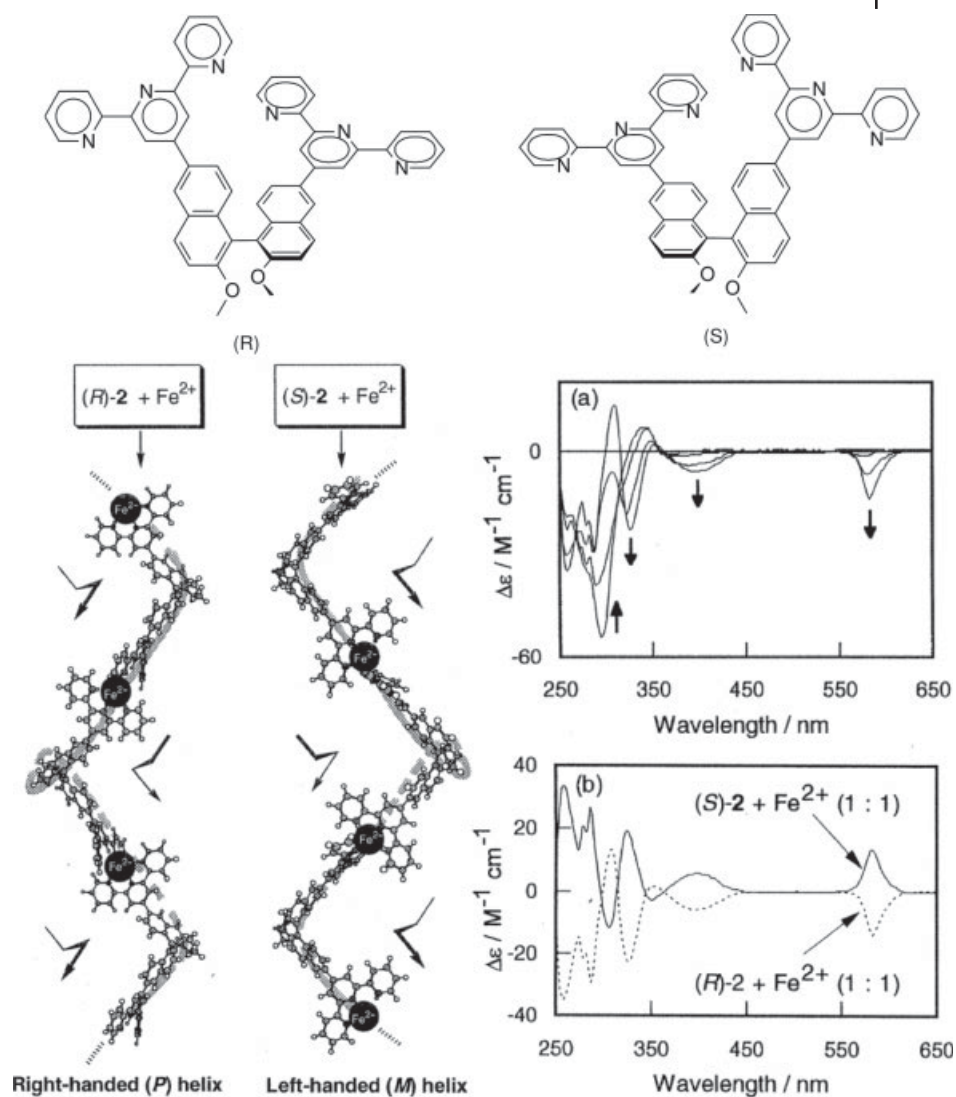 N
N
N
N
N
N
O
O
(R)
N
N
N
N
N
N
O
O
(S)
(R)-2 + Fe2+
(S)-2 + Fe2+
Fe2-
Fe2-
Fe2-
Fe2-
Fe2-
Fe2-
Right-handed (P) helix
Left-handed (M) helix
(a)
0
-60
Δε / M⁻¹ cm⁻¹
250 350 450 550 650
Wavelength / nm
(b)
40
20
0
-20
-40
Δε / M⁻¹ cm⁻¹
(S)-2 + Fe2+ (1 : 1)
(R)-2 + Fe2+ (1 : 1)
250 350 450 550 650
Wavelength / nm